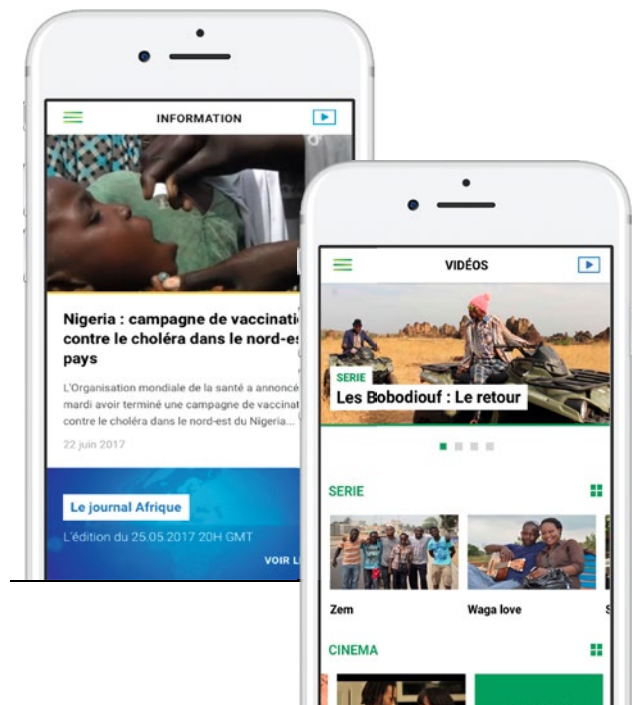 INFORMATION
Nigeria : campagne de vaccinati
contre le choléra dans le nord-es
pays
L'Organisation mondiale de la santé a annoncé
mardi avoir terminé une campagne de vaccinat
contre le choléra dans le nord-est du Nigeria...
22 juin 2017
Le journal Afrique
L'édition du 25.05.2017 20H GMT
VOIR L
VIDÉOS
SERIE
Les Bobodiouf : Le retour
SERIE
Zem
Waga love
S
CINEMA